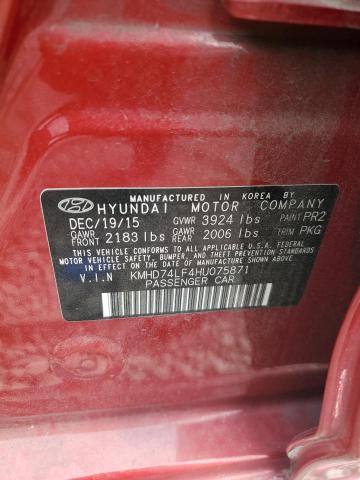 MANUFACTURED IN KOREA BY
HYUNDAI MOTOR COMPANY
DEC/19/15 GVWR 3924 lbs PAINT PR2
GAWR FRONT 2183 lbs GAWR REAR 2006 lbs TRIM PKG
THIS VEHICLE CONFORMS TO ALL APPLICABLE U.S.A. FEDERAL
MOTOR VEHICLE SAFETY, BUMPER, AND THEFT PREVENTION STANDARDS
IN EFFECT ON THE DATE OF MANUFACTURE SHOWN ABOVE.
V.I.N KMHD74LF4HU075871
PASSENGER CAR